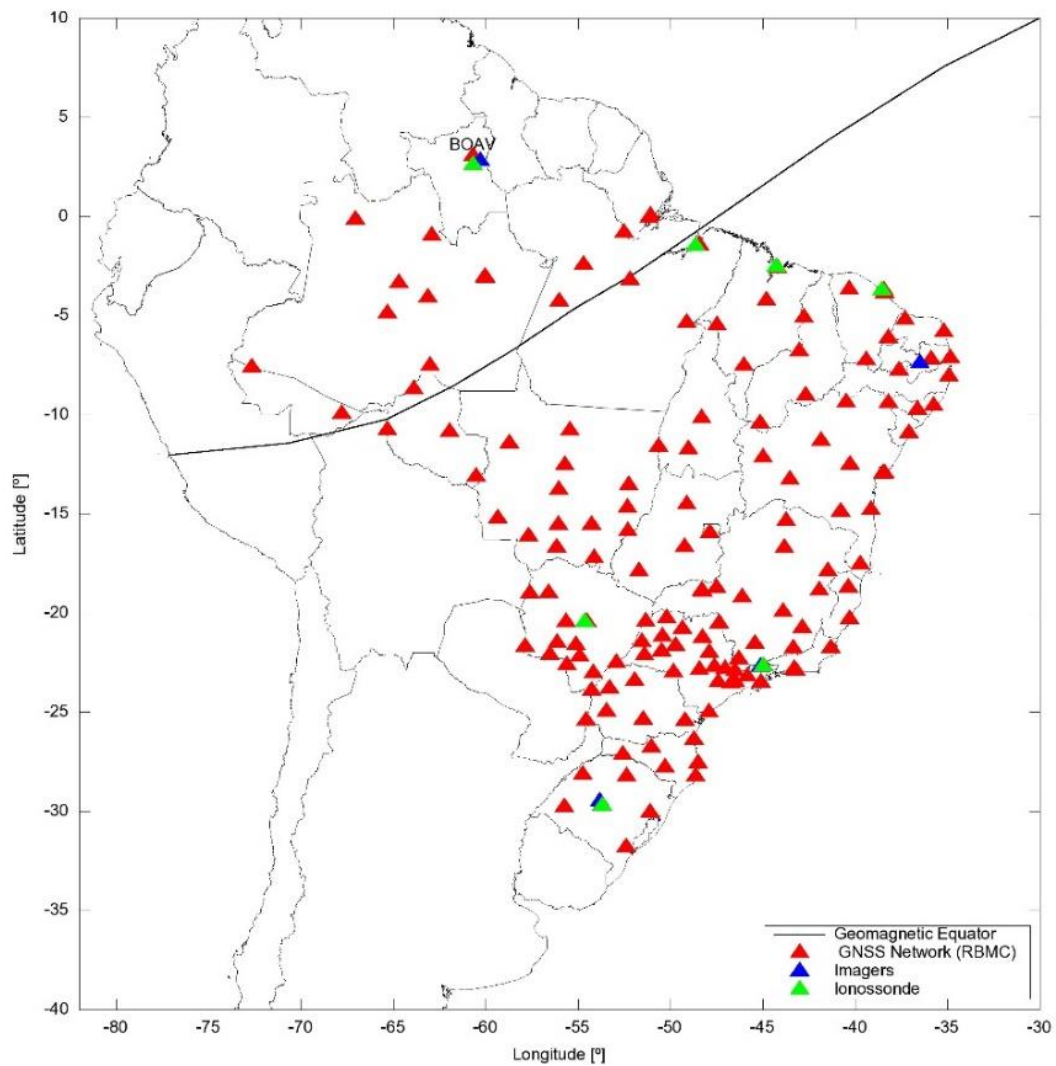 10
5
BOAV
0
-5
-10
-15
-20
-25
-30
-35
-40
Latitude [º]
Geomagnetic Equator
GNSS Network (RBMC)
Imagers
Ionossonde
-80 -75 -70 -65 -60 -55 -50 -45 -40 -35 -30
Longitude [º]